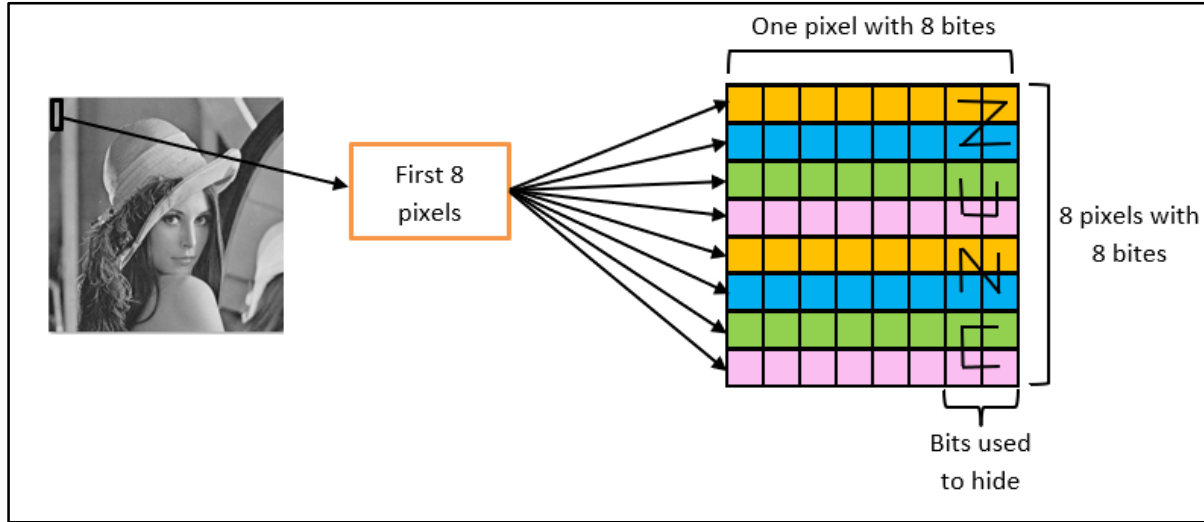 One pixel with 8 bites
First 8
pixels
8 pixels with
8 bites
Bits used
to hide